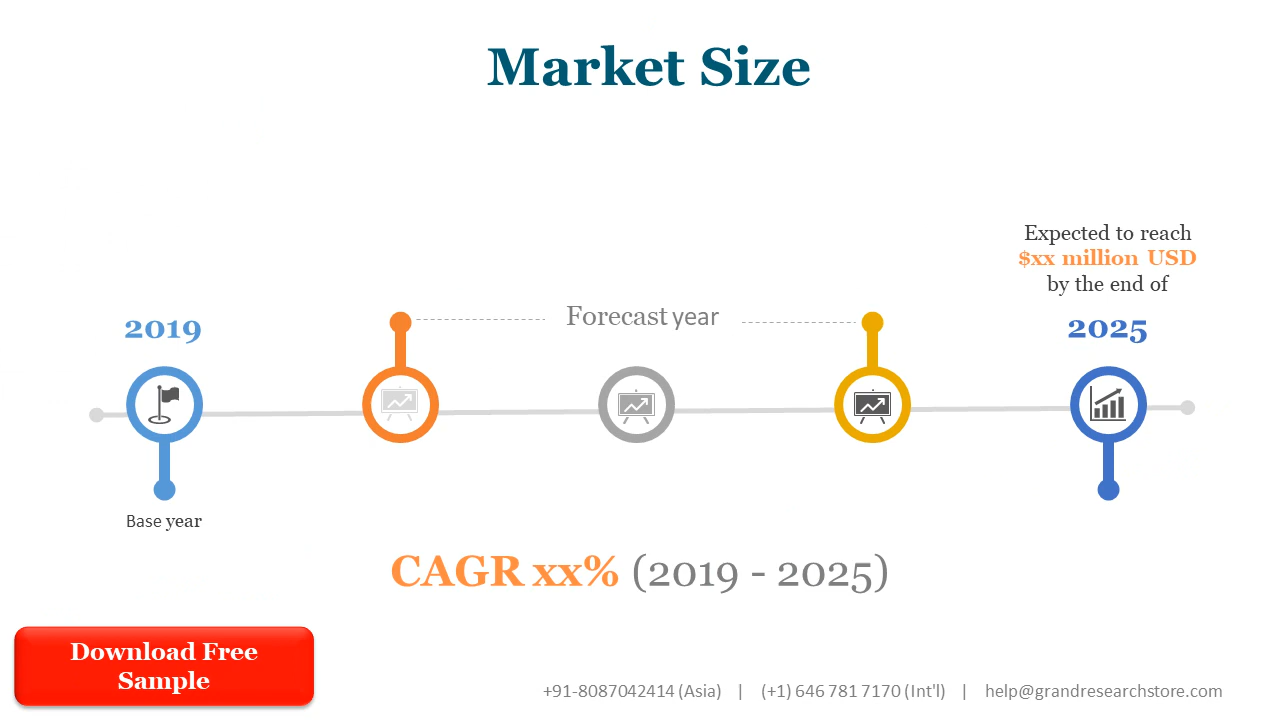 Market Size
Expected to reach
$xx million USD
by the end of
2019
Forecast year
2025
Base year
CAGR xx% (2019 - 2025)
Download Free
Sample
+91-8087042414 (Asia) | (+1) 646 781 7170 (Int'l) | help@grandresearchstore.com